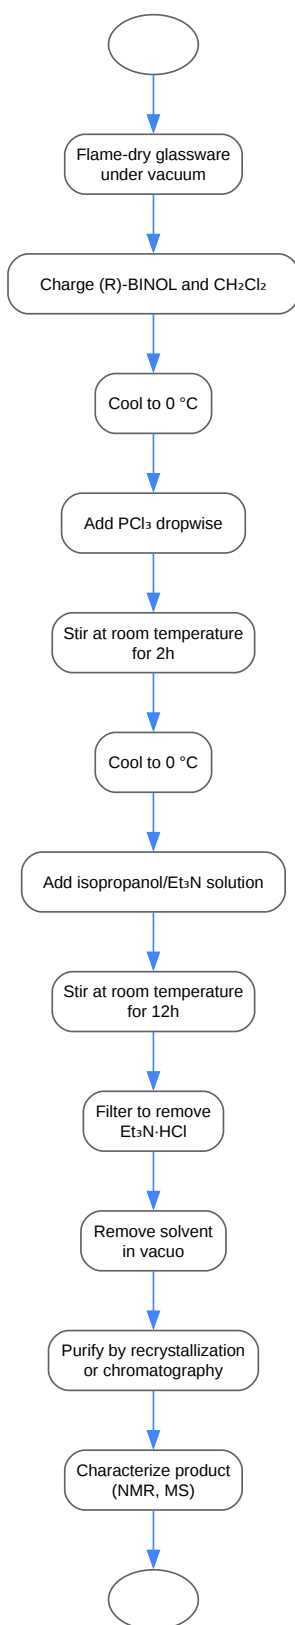 Flame-dry glassware
under vacuum
Charge (R)-BINOL and CH₂Cl₂
Cool to 0 °C
Add PCl₃ dropwise
Stir at room temperature
for 2h
Cool to 0 °C
Add isopropanol/Et₃N solution
Stir at room temperature
for 12h
Filter to remove
Et₃N·HCl
Remove solvent
in vacuo
Purify by recrystallization
or chromatography
Characterize product
(NMR, MS)